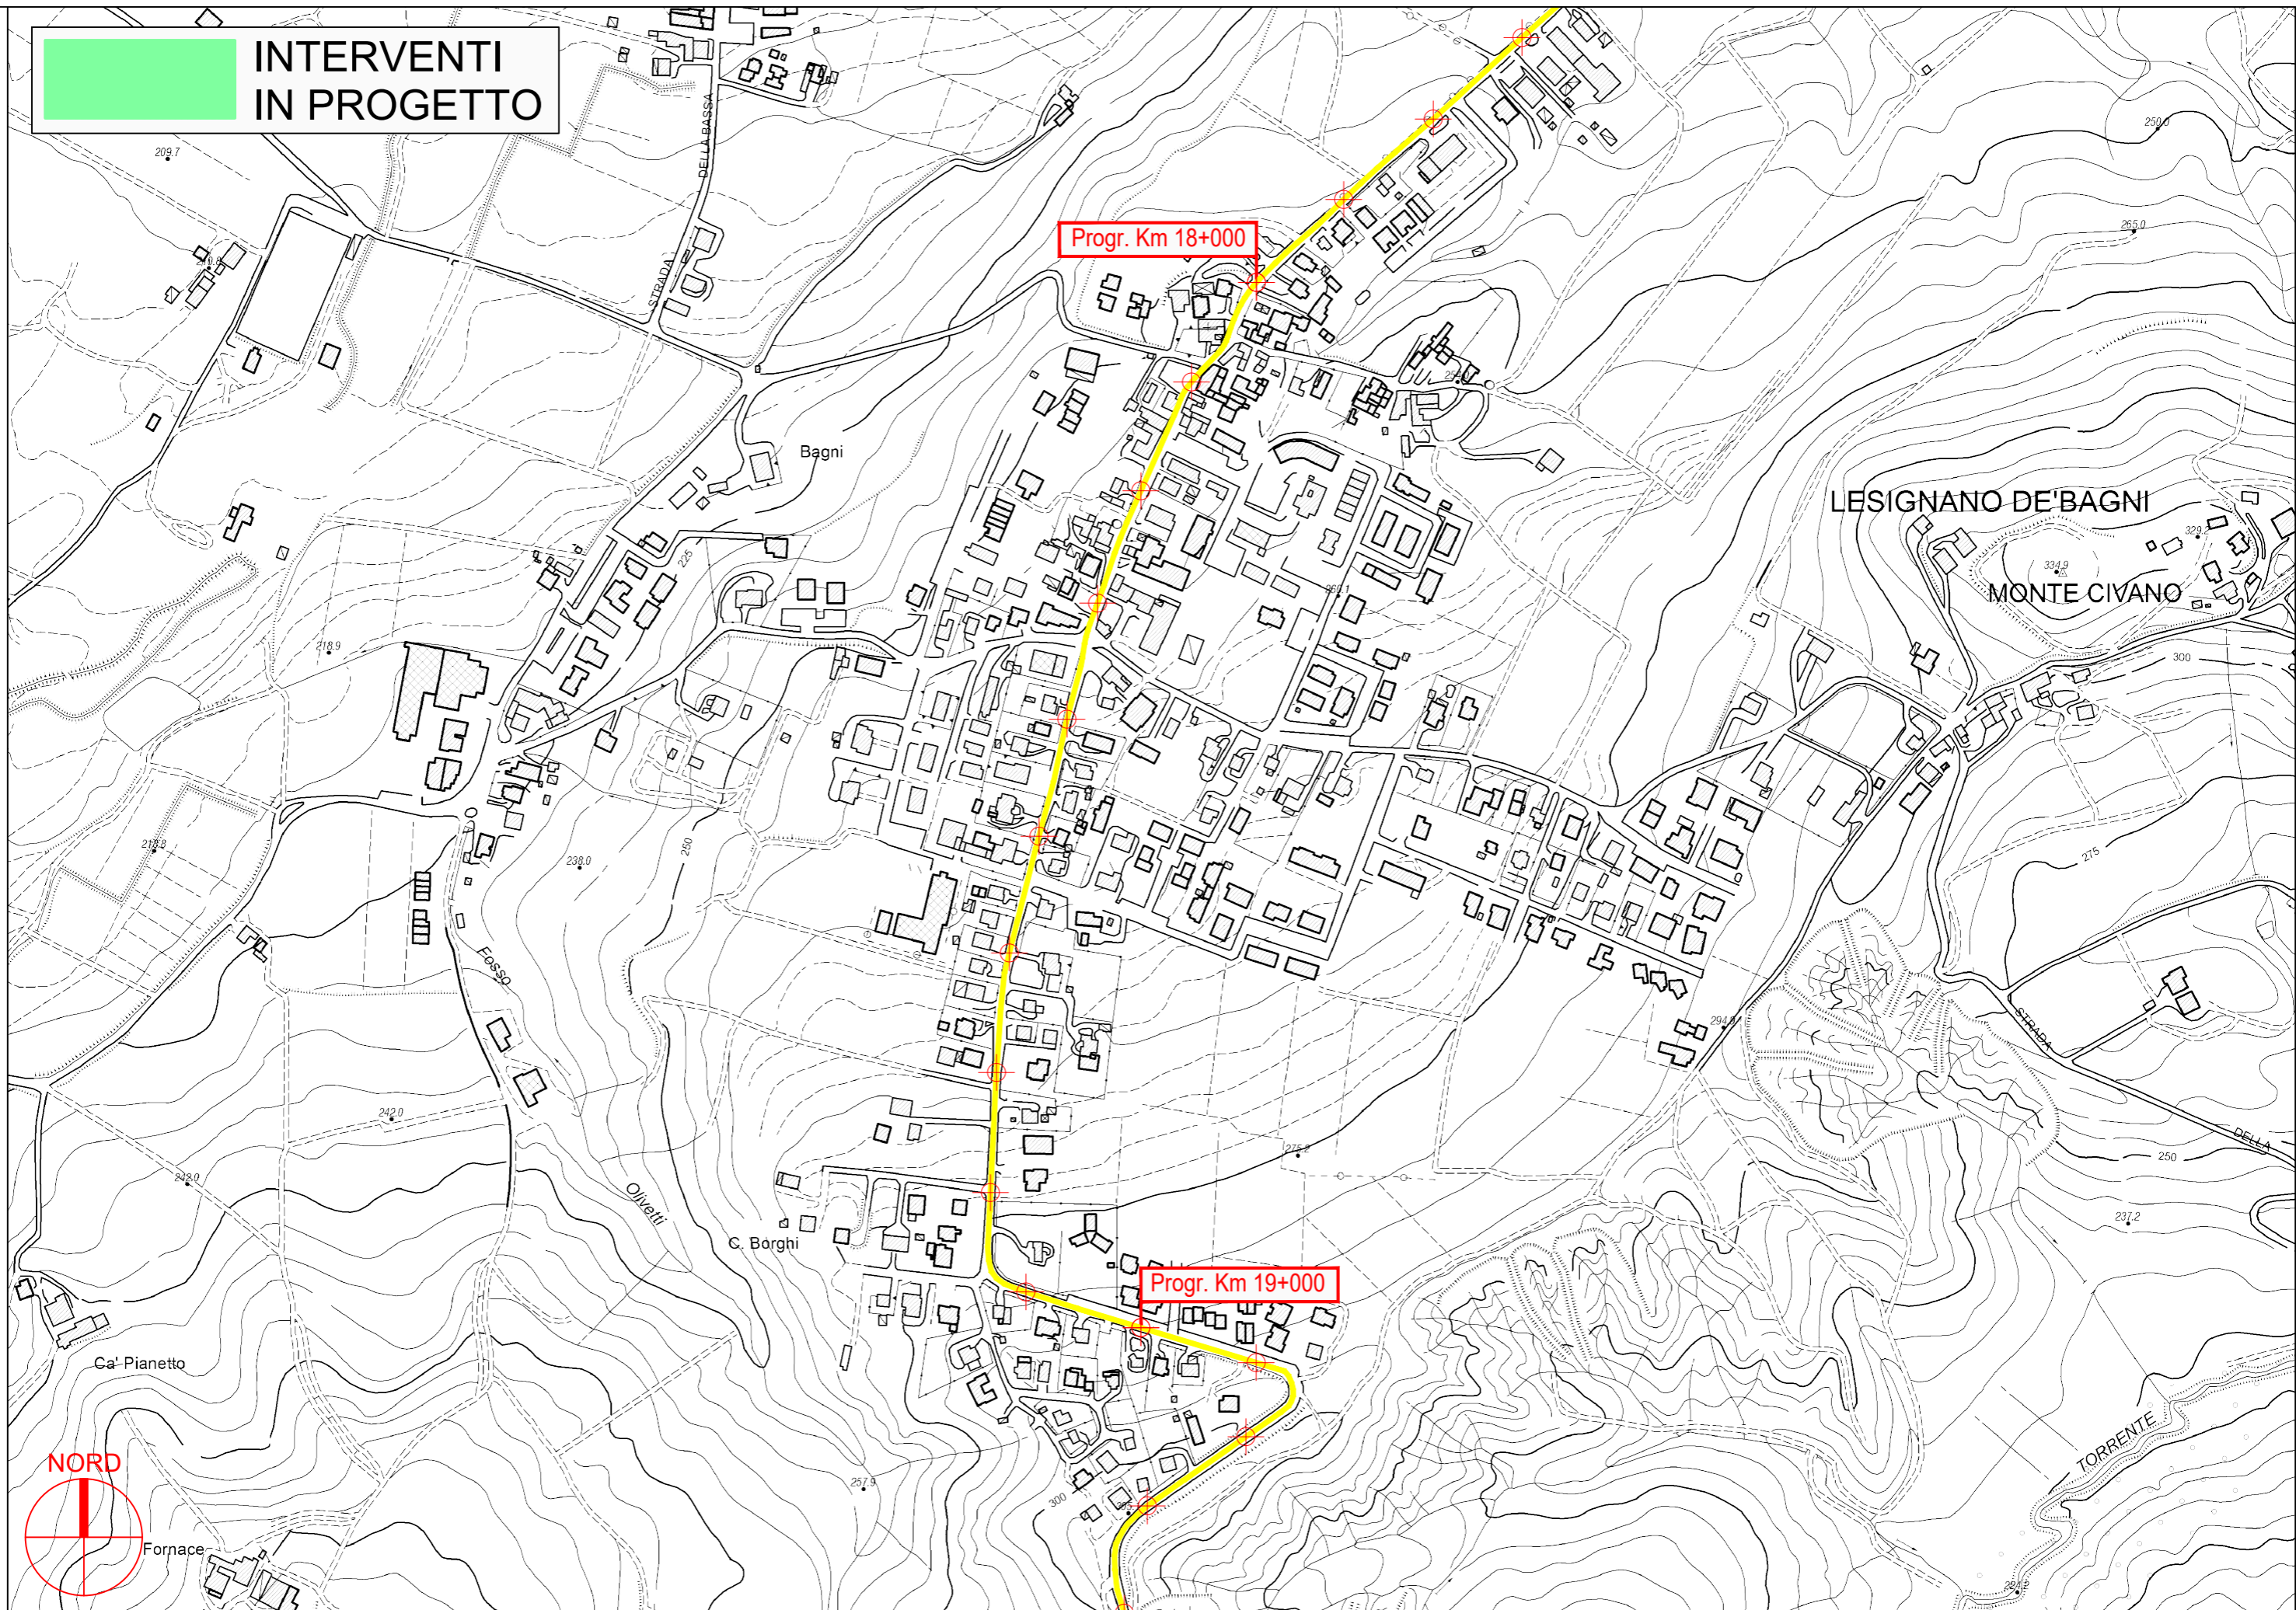 INTERVENTI
IN PROGETTO
DELLA BASSA
STRADA
209.7
250.0
265.0
Progr. Km 18+000
Bagni
225
LESIGNANO DE'BAGNI
329.2
334.9
MONTE CIVANO
218.9
300
250
238.0
275
FOSSO
294.9
STRADA
242.0
275.2
DELLA
250
242.0
Olivetti
237.2
C. Borghi
Progr. Km 19+000
Ca' Pianetto
TORRENTE
NORD
257.9
300
Fornace